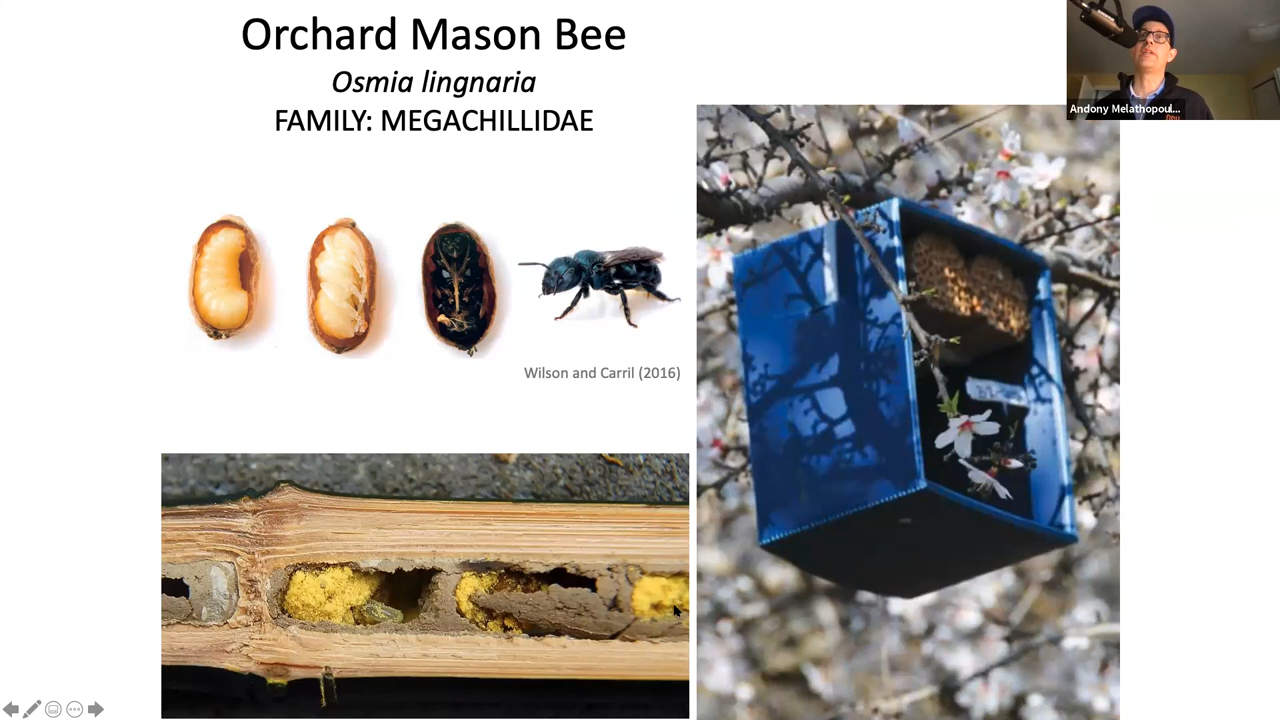 Orchard Mason Bee
Osmia lingnaria
FAMILY: MEGACHILLIDAE
Andony Melathopoul...
Wilson and Carril (2016)